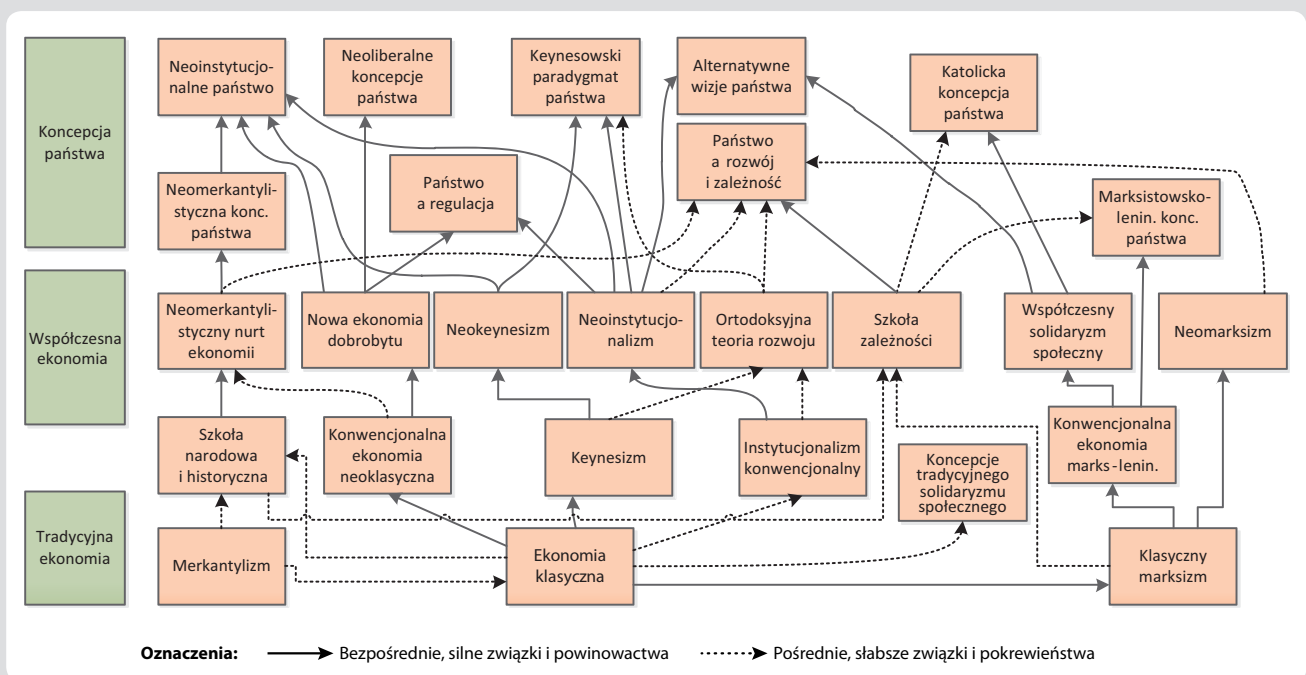 Koncepcja
państwa
Neoinstytucjo-
nalne państwo
Neoliberalne
koncepcje
państwa
Keynesowski
paradygmat
państwa
Alternatywne
wizje państwa
Katolicka
koncepcja
państwa
Państwo
a rozwój
i zależność
Państwo
a regulacja
Neomerkantyli-
styczna konc.
państwa
Marksistowsko-
lenin. konc.
państwa
Współczesna
ekonomia
Neomerkantyli-
styczny nurt
ekonomii
Nowa ekonomia
dobrobytu
Neokeynesizm
Neoinstytucjo-
nalizm
Ortodoksyjna
teoria rozwoju
Szkoła
zależności
Współczesny
solidaryzm
społeczny
Neomarksizm
Szkoła
narodowa
i historyczna
Konwencjonalna
ekonomia
neoklasyczna
Keynesizm
Instytucjonalizm
konwencjonalny
Koncepcje
tradycyjnego
solidaryzmu
społecznego
Konwencjonalna
ekonomia
marks-lenin.
Tradycyjna
ekonomia
Merkantylizm
Ekonomia
klasyczna
Klasyczny
marksizm
Oznaczenia: Bezpośrednie, silne związki i powinowactwa Pośrednie, słabsze związki i pokrewieństwa